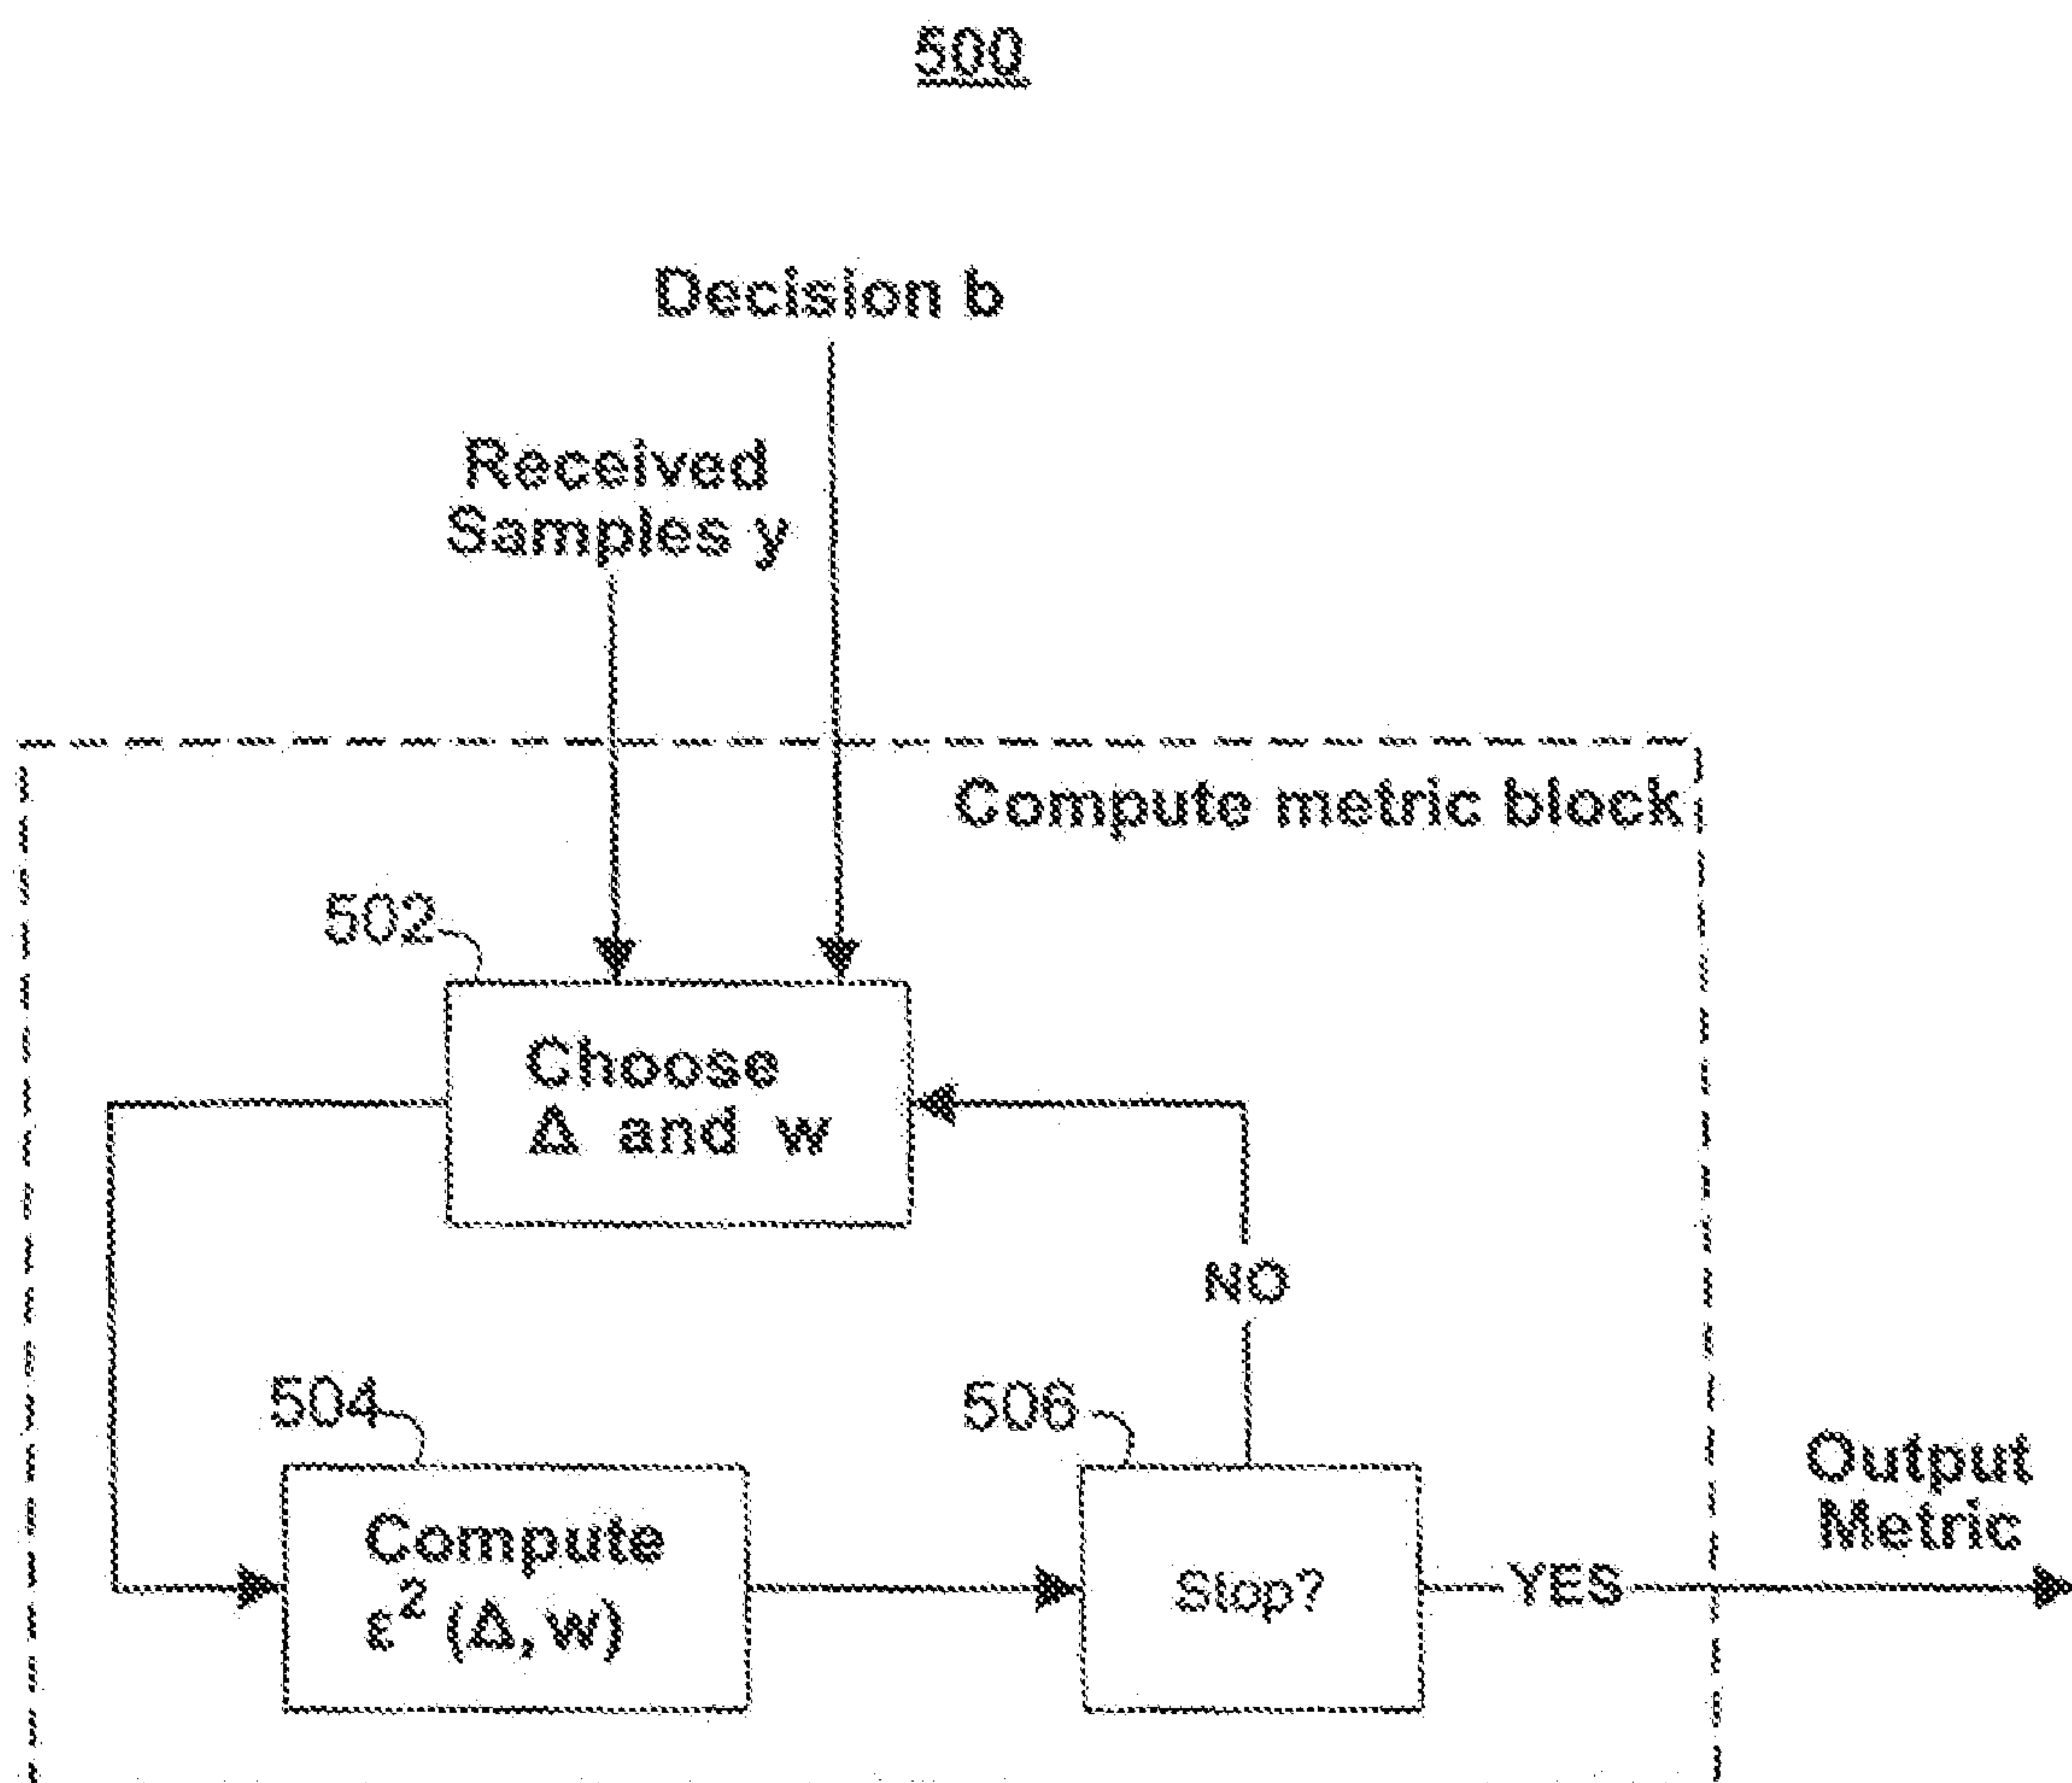 500
Decision b
Received
Samples y
Compute metric block
502
Choose
Δ and w
NO
504
506
Compute
ε² (Δ, w)
Stop?
YES
Output
Metric